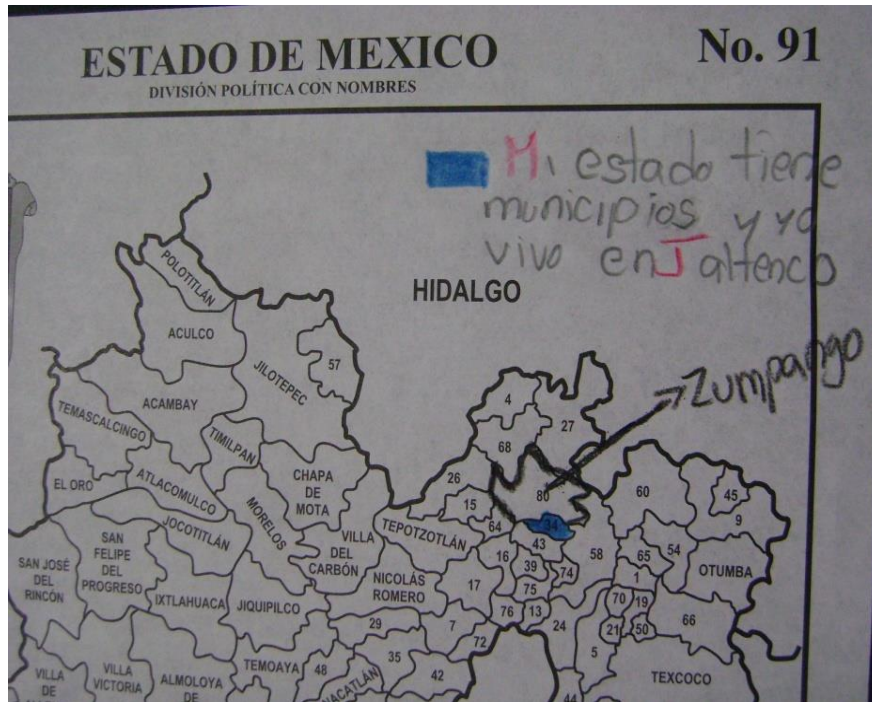 ESTADO DE MEXICO
No. 91
DIVISIÓN POLÍTICA CON NOMBRES
Mi estado tiene
municipios y yo
vivo en Jaltenco
HIDALGO
POLOTITLÁN
ACULCO
57
JILOTEPEC
Zumpango
ACAMBAY
4
27
TEMASCALCINGO
TIMILPAN
68
EL ORO
ATLACOMULCO
CHAPA
DE
MOTA
26
80
60
45
15
9
JOCOTITLÁN
MORELOS
VILLA
DEL
CARBÓN
TEPOTZOTLÁN
64
34
SAN JOSÉ
DEL
RINCÓN
SAN
FELIPE
DEL
PROGRESO
16
43
58
65
54
39
74
OTUMBA
IXTLAHUACA
JIQUIPILCO
NICOLÁS
ROMERO
17
75
1
70
19
76
13
29
7
24
21
50
66
72
5
VILLA
DE
VILLA
VICTORIA
ALMOLOYA
DE
TEMOAYA
48
35
42
TEXCOCO
44